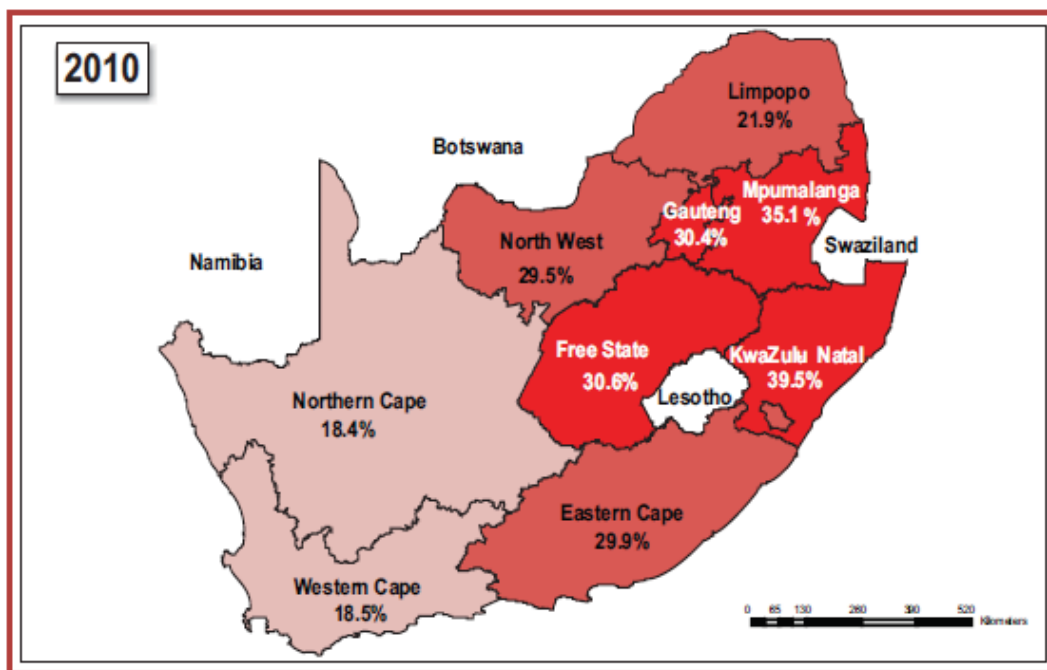 2010
Limpopo
21.9%
Botswana
Mpumalanga
35.1 %
Gauteng
30.4%
North West
29.5%
Swaziland
Namibia
Free State
30.6%
KwaZulu Natal
39.5%
Lesotho
Northern Cape
18.4%
Eastern Cape
29.9%
Western Cape
18.5%
0 65 130 260 390 520
Kilometers